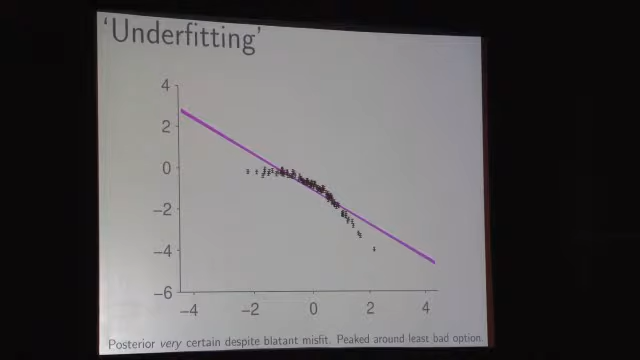 'Underfitting'
4
2
0
−2
−4
−6
−4 −2 0 2 4
Posterior very certain despite blatant misfit. Peaked around least bad option.